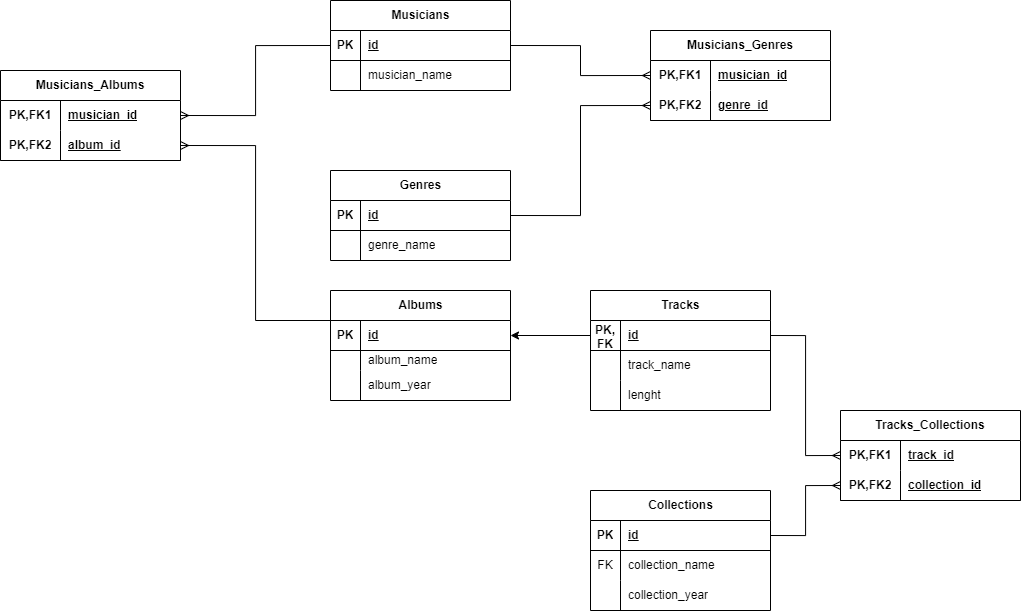 Musicians
PK id
musician_name
Musicians_Genres
PK,FK1 musician_id
PK,FK2 genre_id
Musicians_Albums
PK,FK1 musician_id
PK,FK2 album_id
Genres
PK id
genre_name
Albums
PK id
album_name
album_year
Tracks
PK,
FK id
track_name
lenght
Tracks_Collections
PK,FK1 track_id
PK,FK2 collection_id
Collections
PK id
FK collection_name
collection_year